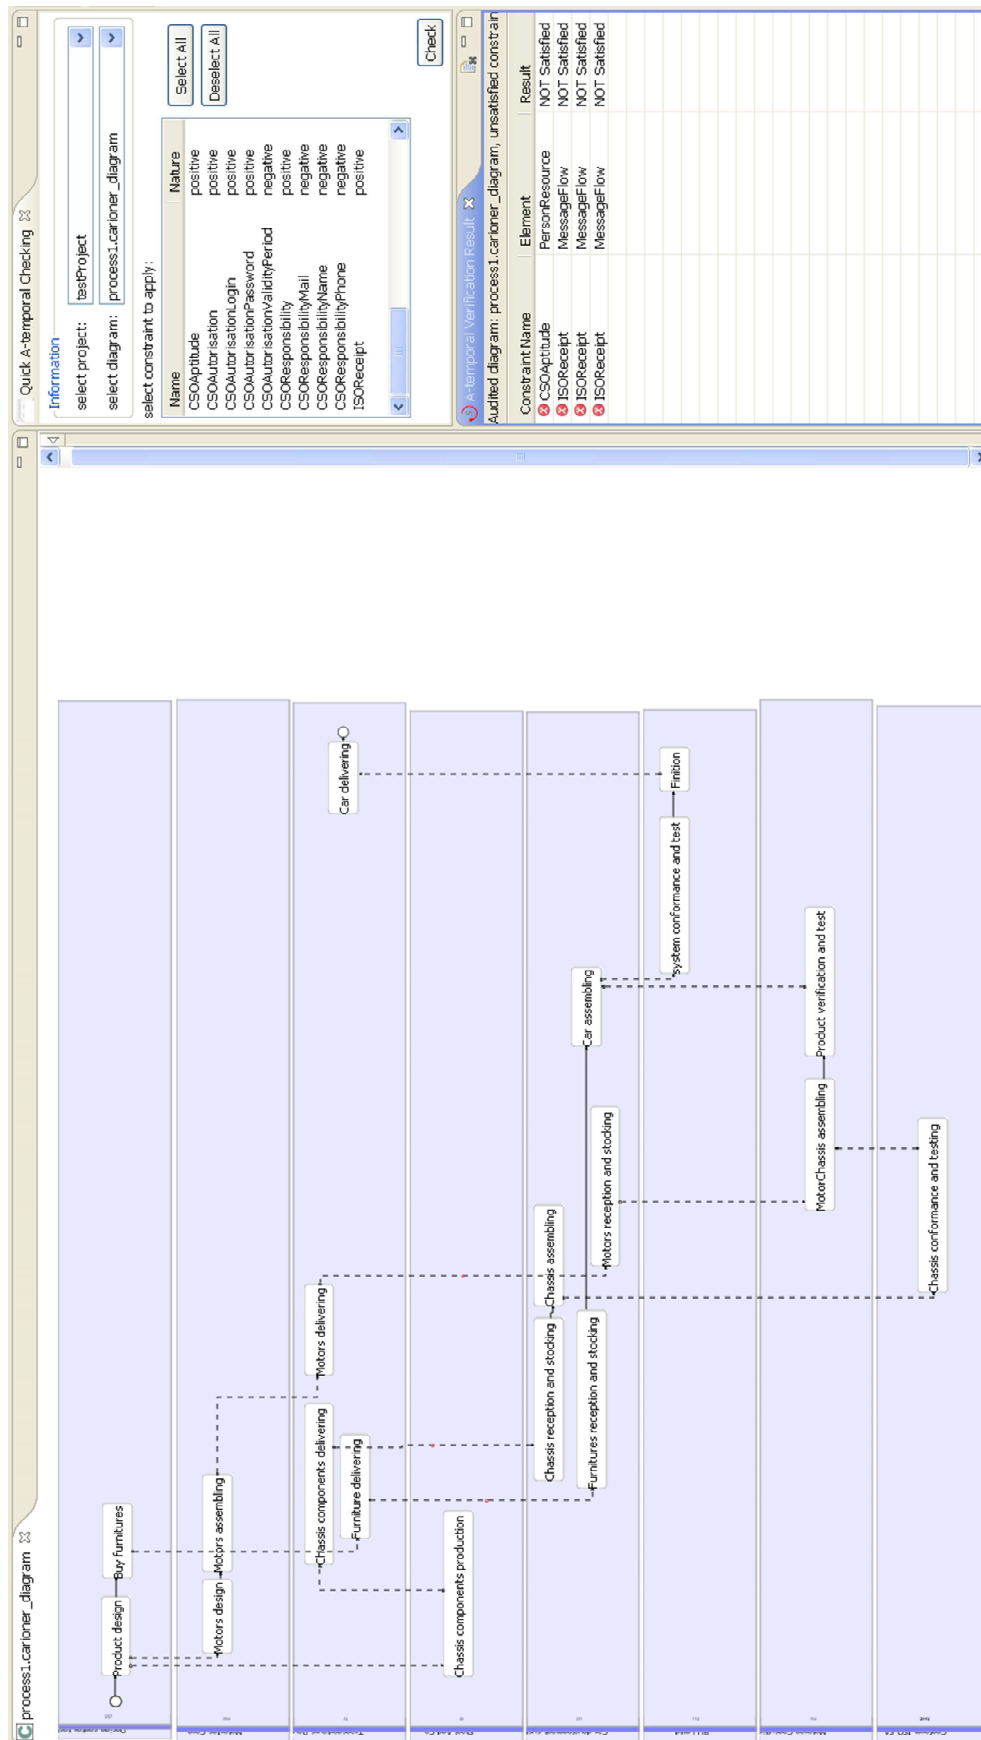 process1.carioner_diagram
Product design
Buy furnitures
Motors design
Motors assembling
Chassis components delivering
Motors delivering
Furniture delivering
Car delivering
Chassis components production
Chassis reception and stocking
Chassis assembling
Furnitures reception and stocking
Car assembling
Motors reception and stocking
system conformance and test
Finition
MotorChassis assembling
Product verification and test
Chassis conformance and testing
Quick A-temporal Checking
Information
select project: testProject
select diagram: process1.carioner_diagram
select constraint to apply:
Name Nature
CSOAptitude positive
CSOAutorisation positive
CSOAutorisationLogin positive
CSOAutorisationPassword positive
CSOAutorisationValidityPeriod negative
CSOResponsibility positive
CSOResponsibilityMail negative
CSOResponsibilityName negative
CSOResponsibilityPhone negative
ISOReceipt positive
Select All
Deselect All
Check
A-temporal Verification Result
Audited diagram: process1.carioner_diagram, unsatisfied constrain
Constraint Name Element Result
CSOAptitude PersonResource NOT Satisfied
ISOReceipt MessageFlow NOT Satisfied
ISOReceipt MessageFlow NOT Satisfied
ISOReceipt MessageFlow NOT Satisfied